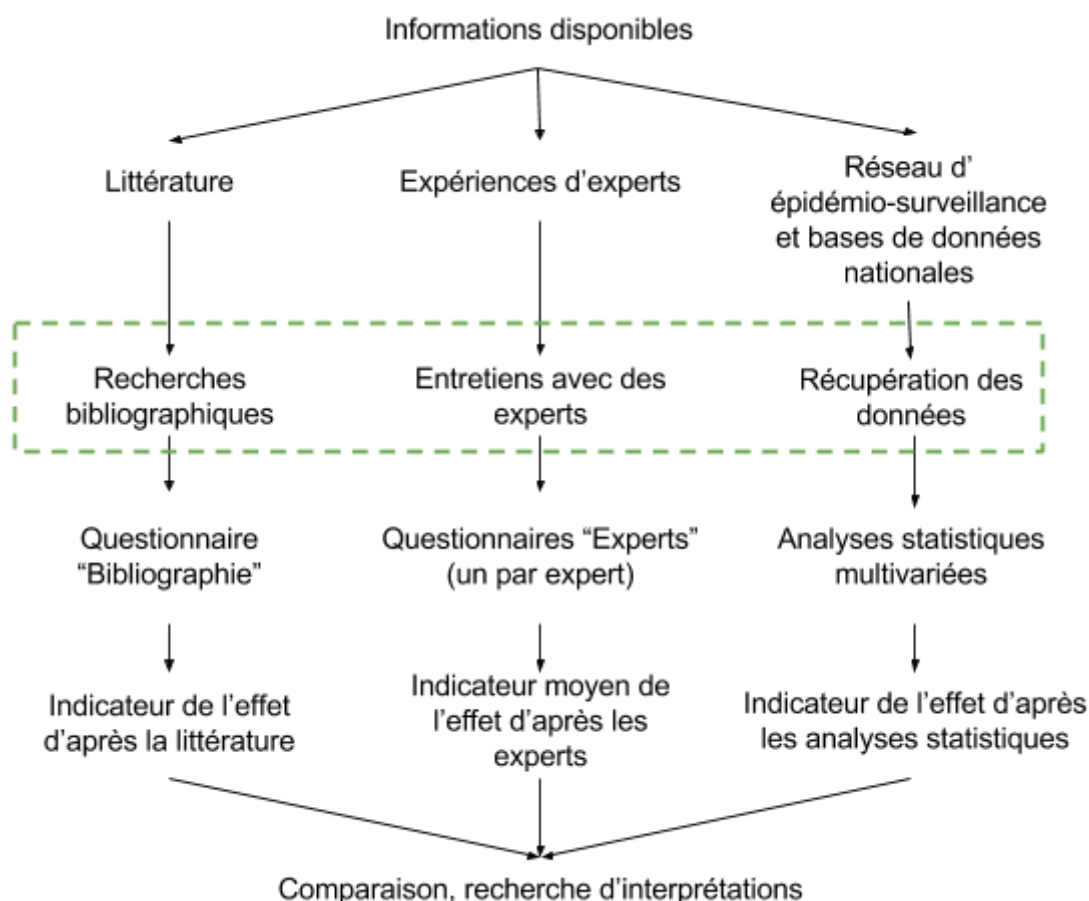 Informations disponibles
Littérature
Expériences d’experts
Réseau d’
épidémio-surveillance
et bases de données
nationales
Recherches
bibliographiques
Entretiens avec des
experts
Récupération des
données
Questionnaire
“Bibliographie”
Questionnaires “Experts”
(un par expert)
Analyses statistiques
multivariées
Indicateur de l’effet
d’après la littérature
Indicateur moyen de
l’effet d’après les
experts
Indicateur de l’effet d’après
les analyses statistiques
Comparaison, recherche d’interprétations